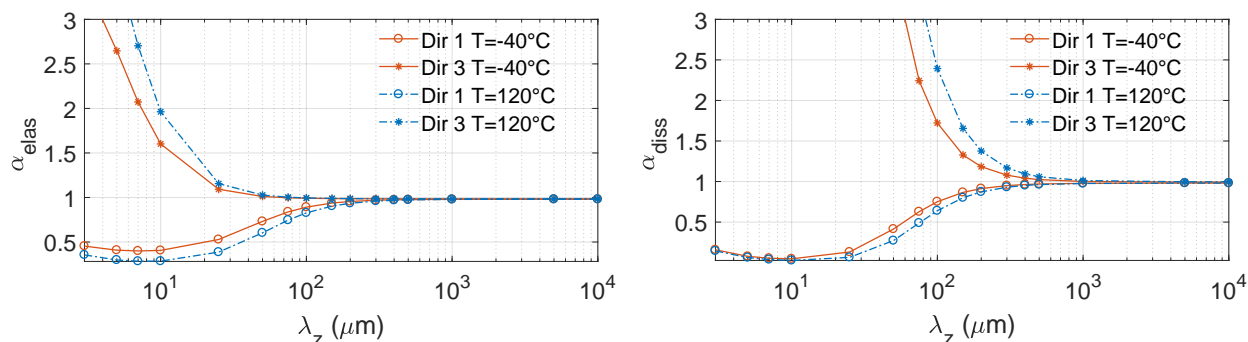 3
2.5
2
1.5
1
0.5
α_elas
Dir 1 T=-40°C
Dir 3 T=-40°C
Dir 1 T=120°C
Dir 3 T=120°C
10^1 10^2 10^3 10^4
λ_z (μm)
3
2.5
2
1.5
1
0.5
α_diss
Dir 1 T=-40°C
Dir 3 T=-40°C
Dir 1 T=120°C
Dir 3 T=120°C
10^1 10^2 10^3 10^4
λ_z (μm)